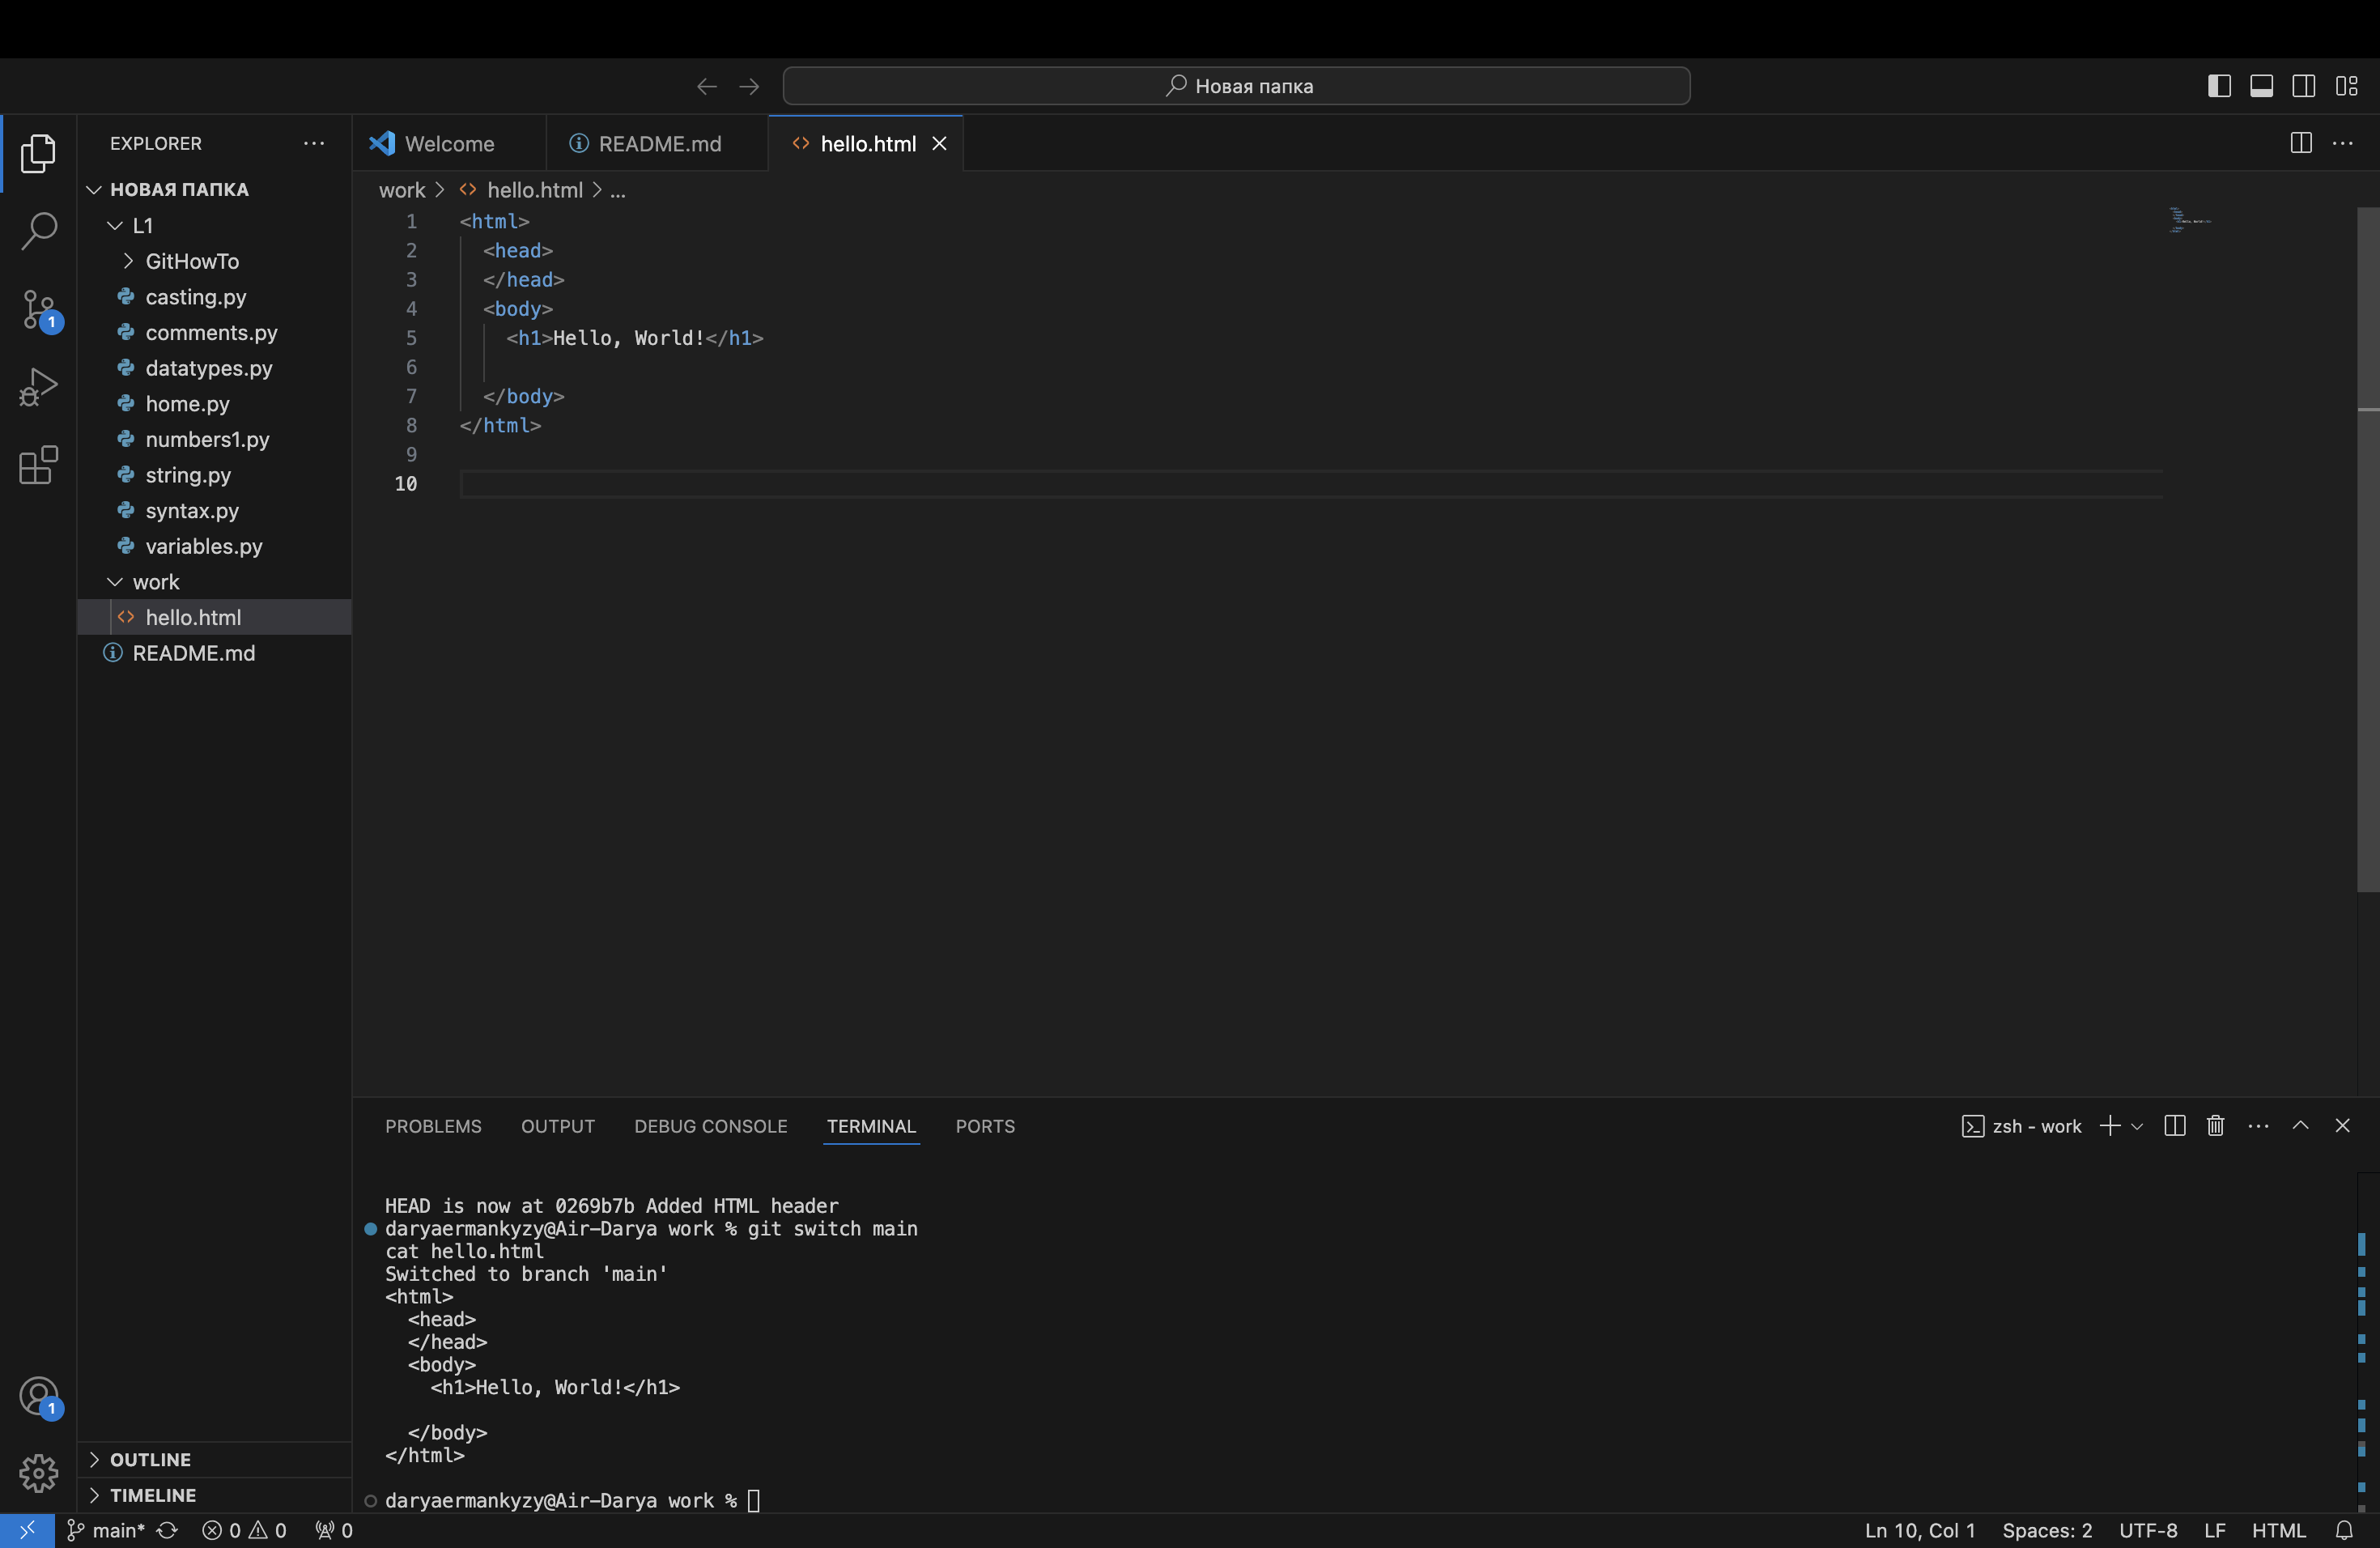 Новая папка
EXPLORER
Welcome
README.md
hello.html
НОВАЯ ПАПКА
L1
GitHowTo
casting.py
comments.py
datatypes.py
home.py
numbers1.py
string.py
syntax.py
variables.py
work
hello.html
README.md
OUTLINE
TIMELINE
1
1
work > hello.html > ...
1 <html>
2   <head>
3   </head>
4   <body>
5     <h1>Hello, World!</h1>
6
7   </body>
8 </html>
9
10
PROBLEMS OUTPUT DEBUG CONSOLE TERMINAL PORTS
zsh - work
HEAD is now at 0269b7b Added HTML header
daryaermankyzy@Air-Darya work % git switch main
cat hello.html
Switched to branch 'main'
<html>
  <head>
  </head>
  <body>
    <h1>Hello, World!</h1>
  </body>
</html>
daryaermankyzy@Air-Darya work %
main* 0 0 0
Ln 10, Col 1 Spaces: 2 UTF-8 LF HTML